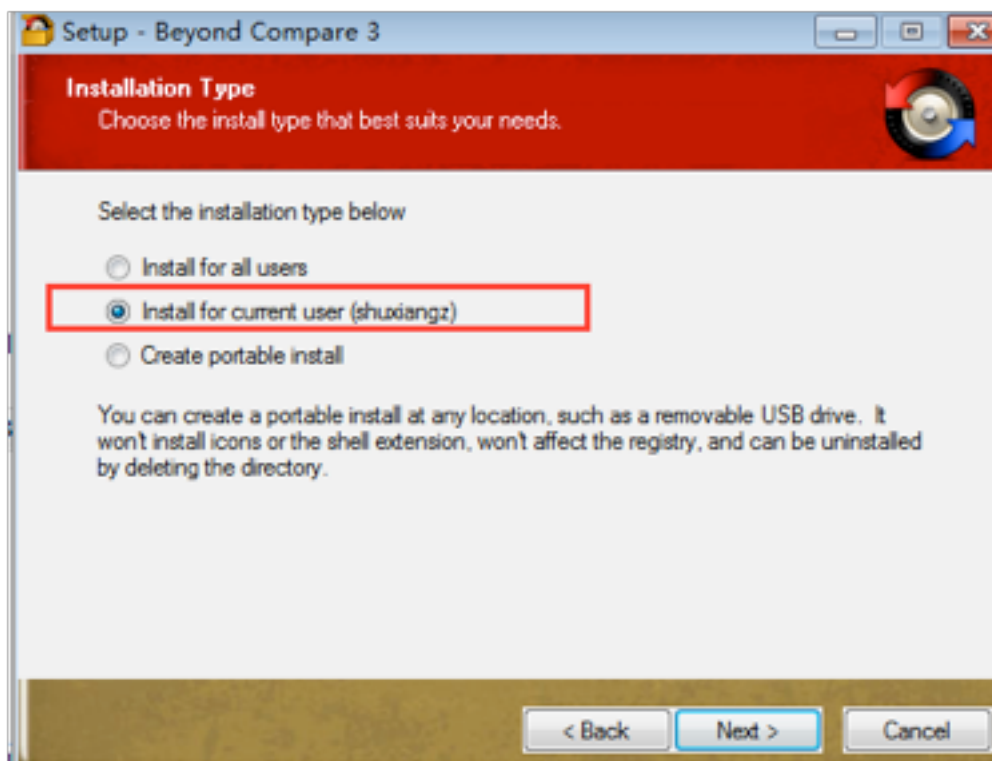 Setup - Beyond Compare 3
Installation Type
Choose the install type that best suits your needs.
Select the installation type below
Install for all users
Install for current user (shuxiangz)
Create portable install
You can create a portable install at any location, such as a removable USB drive. It
won't install icons or the shell extension, won't affect the registry, and can be uninstalled
by deleting the directory.
< Back
Next >
Cancel